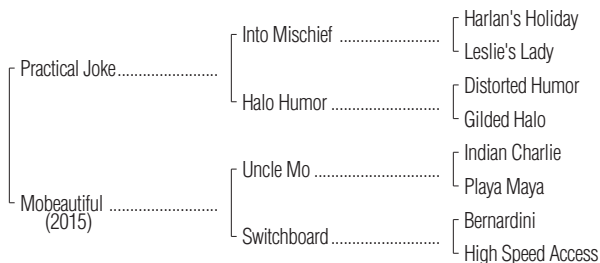 Harlan's Holiday
Into Mischief ........................
Leslie's Lady
Practical Joke........................
Distorted Humor
Halo Humor ..........................
Gilded Halo
Indian Charlie
Uncle Mo ..............................
Playa Maya
Mobeautiful ..........................
(2015)
Bernardini
Switchboard..........................
High Speed Access